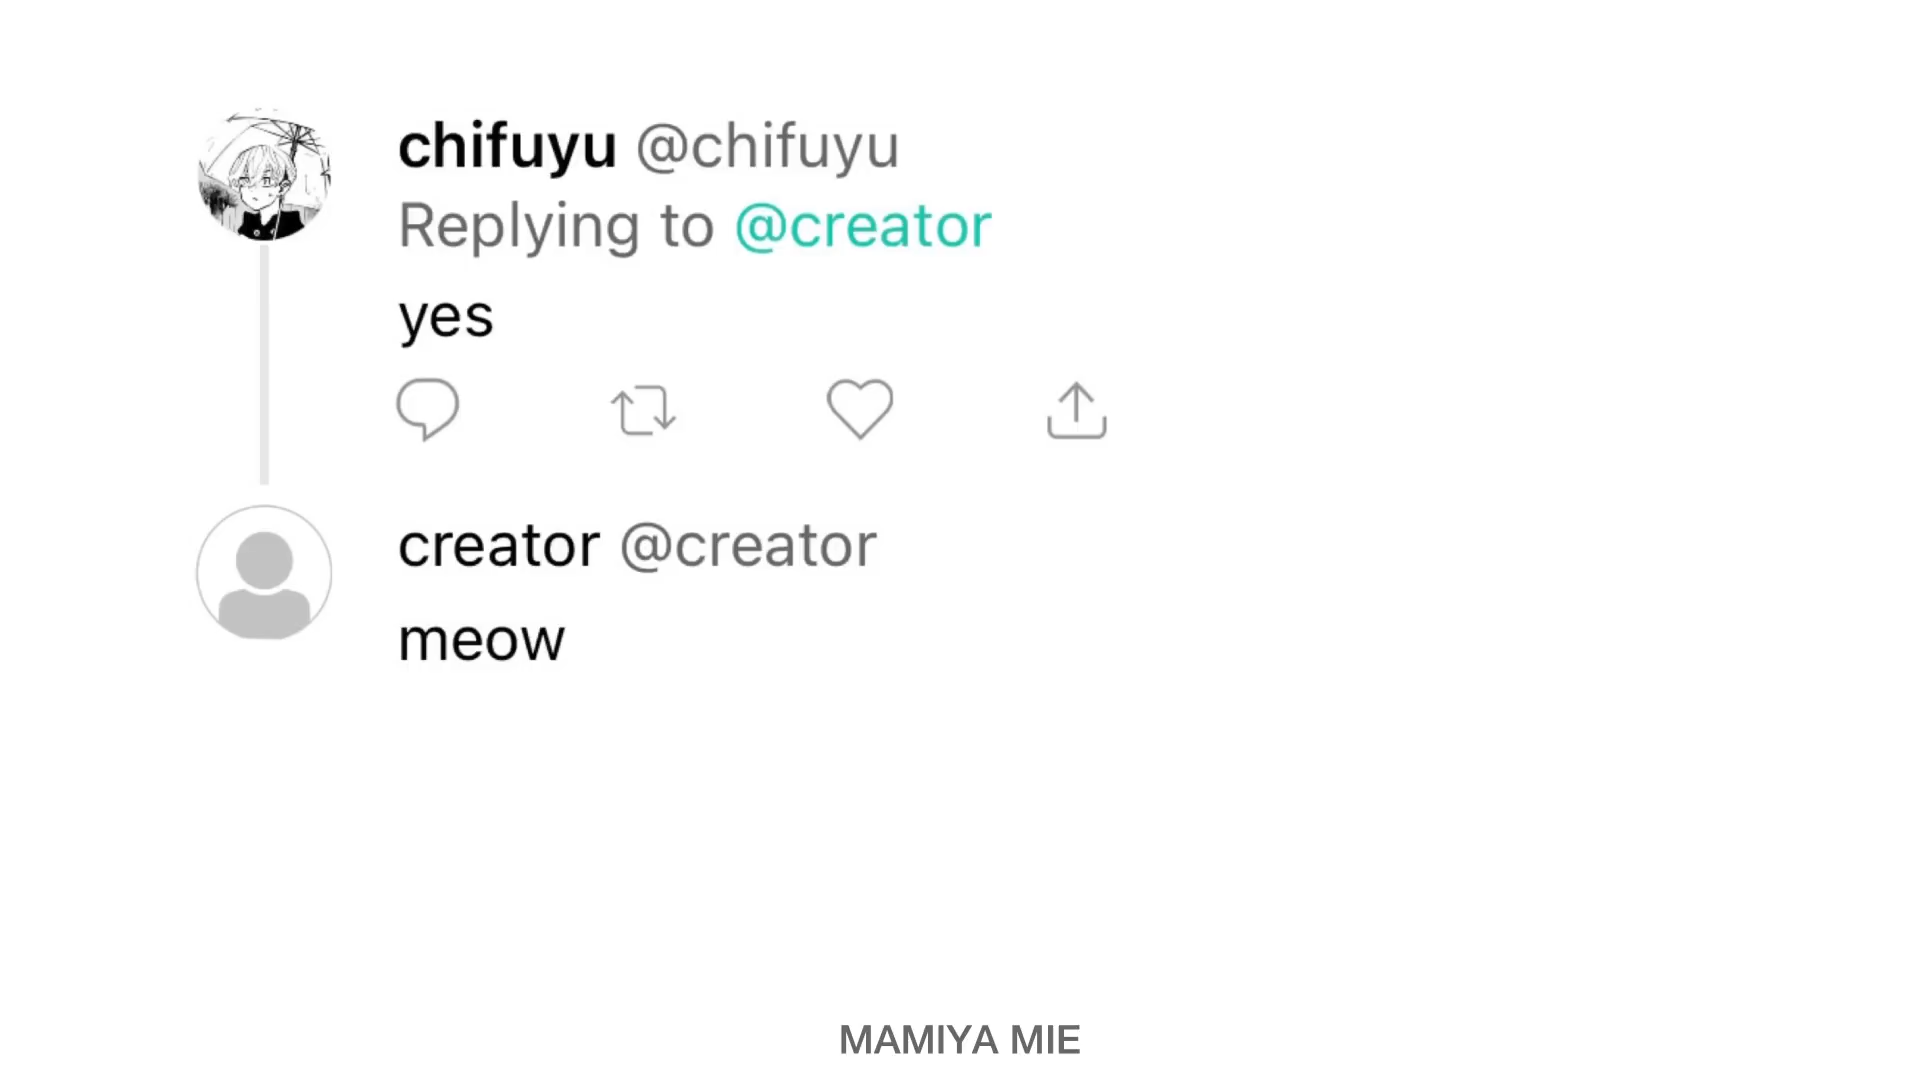 chifuyu @chifuyu
Replying to @creator
yes
creator @creator
meow
MAMIYA MIE